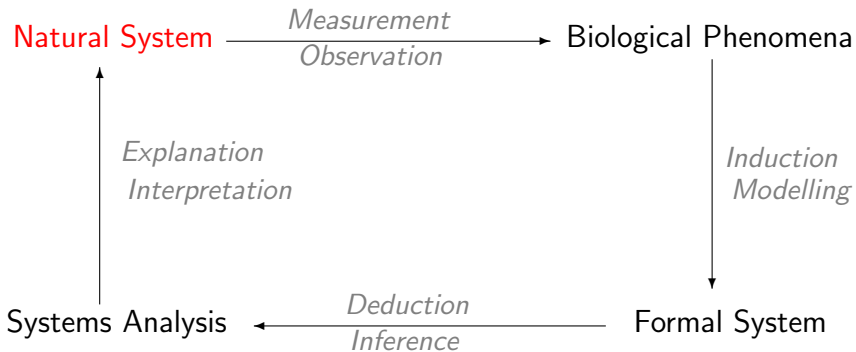 Natural System
Measurement
Observation
Biological Phenomena
Explanation
Interpretation
Induction
Modelling
Systems Analysis
Deduction
Inference
Formal System